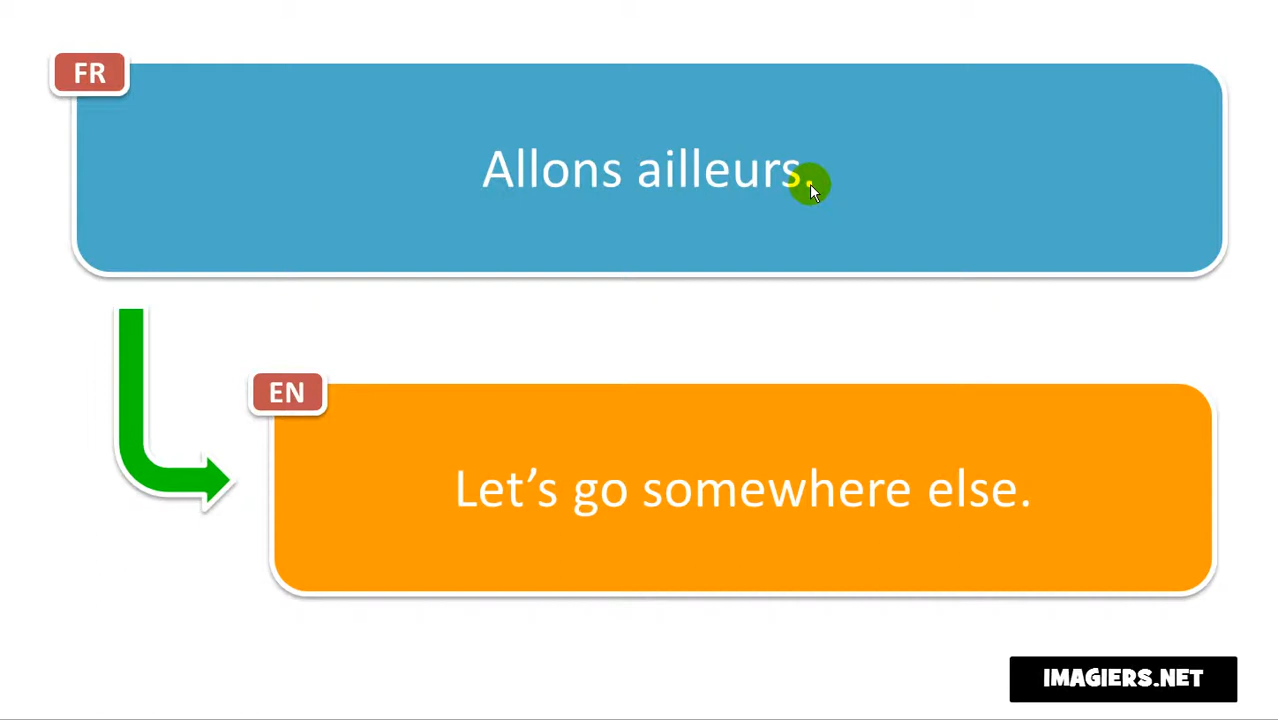 FR
Allons ailleurs.
EN
Let’s go somewhere else.
IMAGIERS.NET